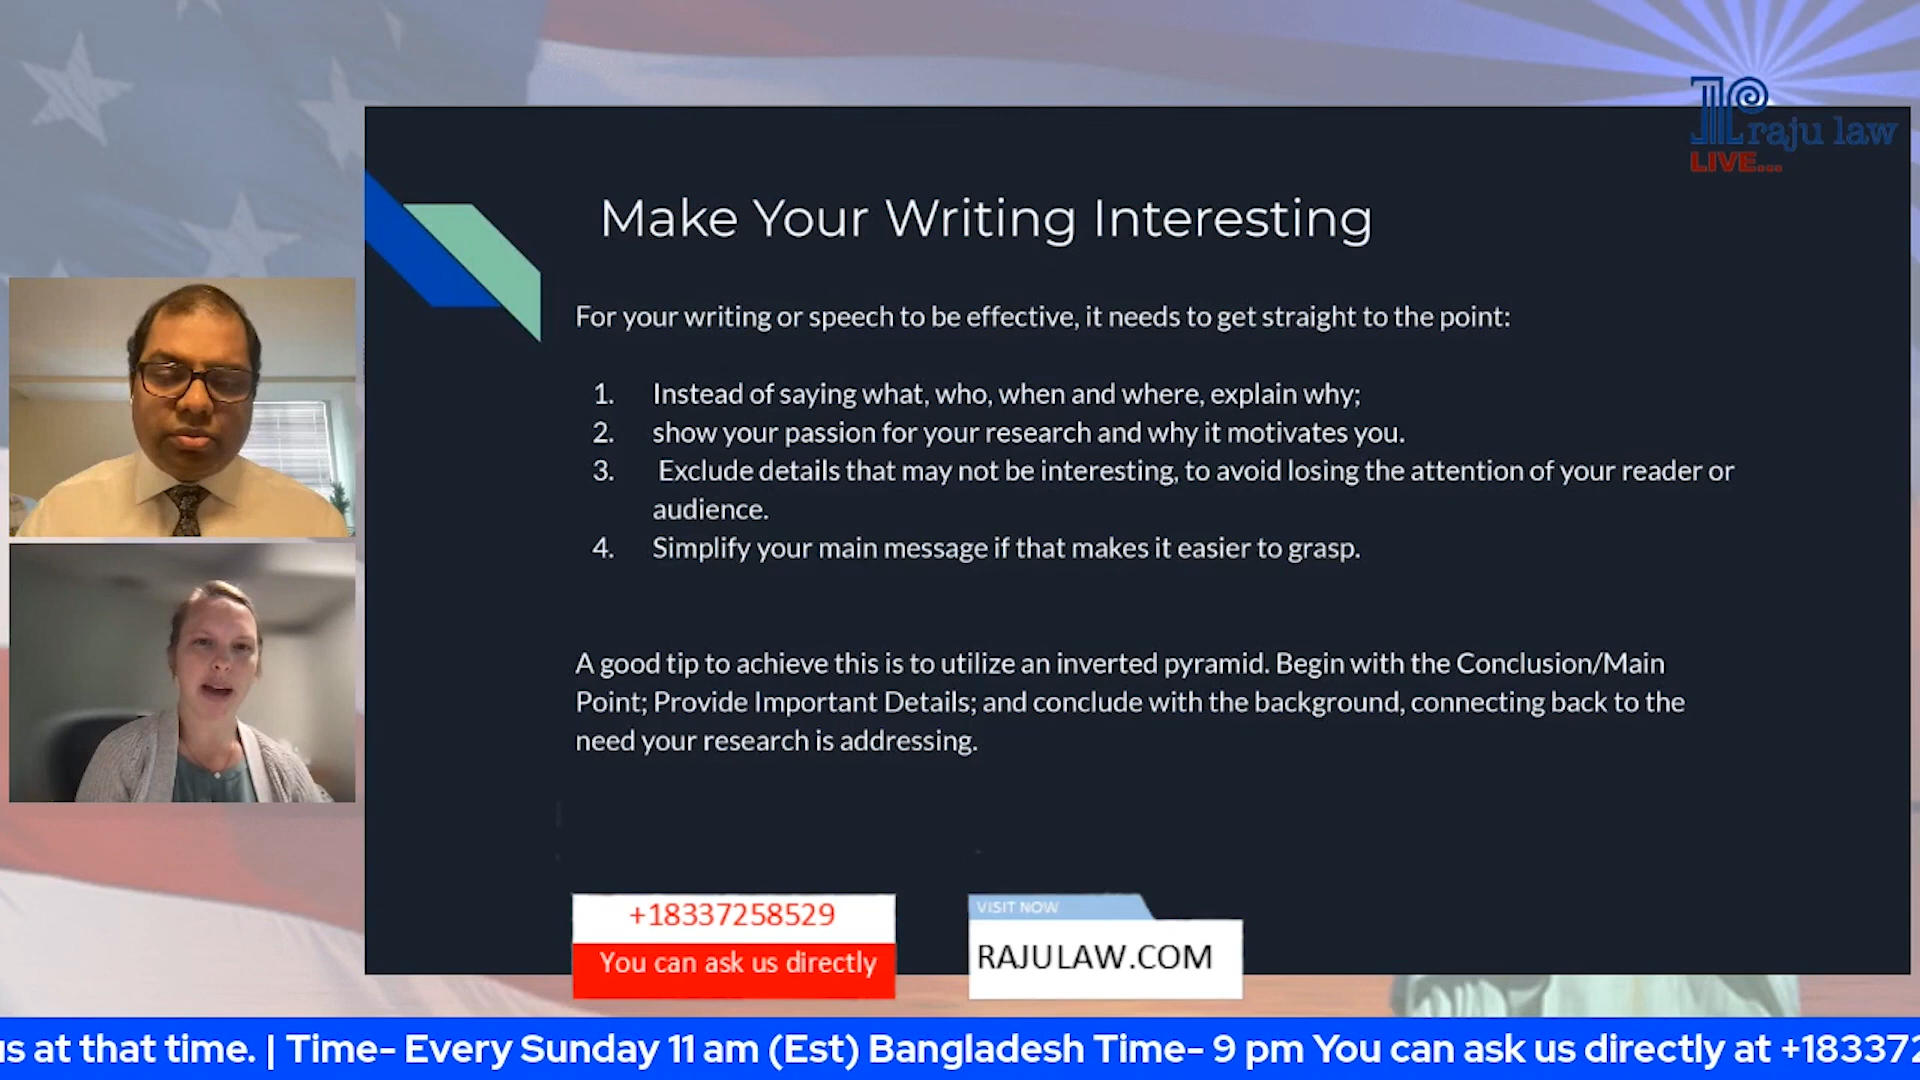 raju law
LIVE...
Make Your Writing Interesting
For your writing or speech to be effective, it needs to get straight to the point:
1. Instead of saying what, who, when and where, explain why;
2. show your passion for your research and why it motivates you.
3. Exclude details that may not be interesting, to avoid losing the attention of your reader or
audience.
4. Simplify your main message if that makes it easier to grasp.
A good tip to achieve this is to utilize an inverted pyramid. Begin with the Conclusion/Main
Point; Provide Important Details; and conclude with the background, connecting back to the
need your research is addressing.
+18337258529
You can ask us directly
VISIT NOW
RAJULAW.COM
us at that time. | Time- Every Sunday 11 am (Est) Bangladesh Time- 9 pm You can ask us directly at +183372